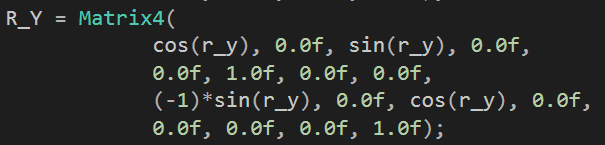 R_Y = Matrix4(
cos(r_y), 0.0f, sin(r_y), 0.0f,
0.0f, 1.0f, 0.0f, 0.0f,
(-1)*sin(r_y), 0.0f, cos(r_y), 0.0f,
0.0f, 0.0f, 0.0f, 1.0f);